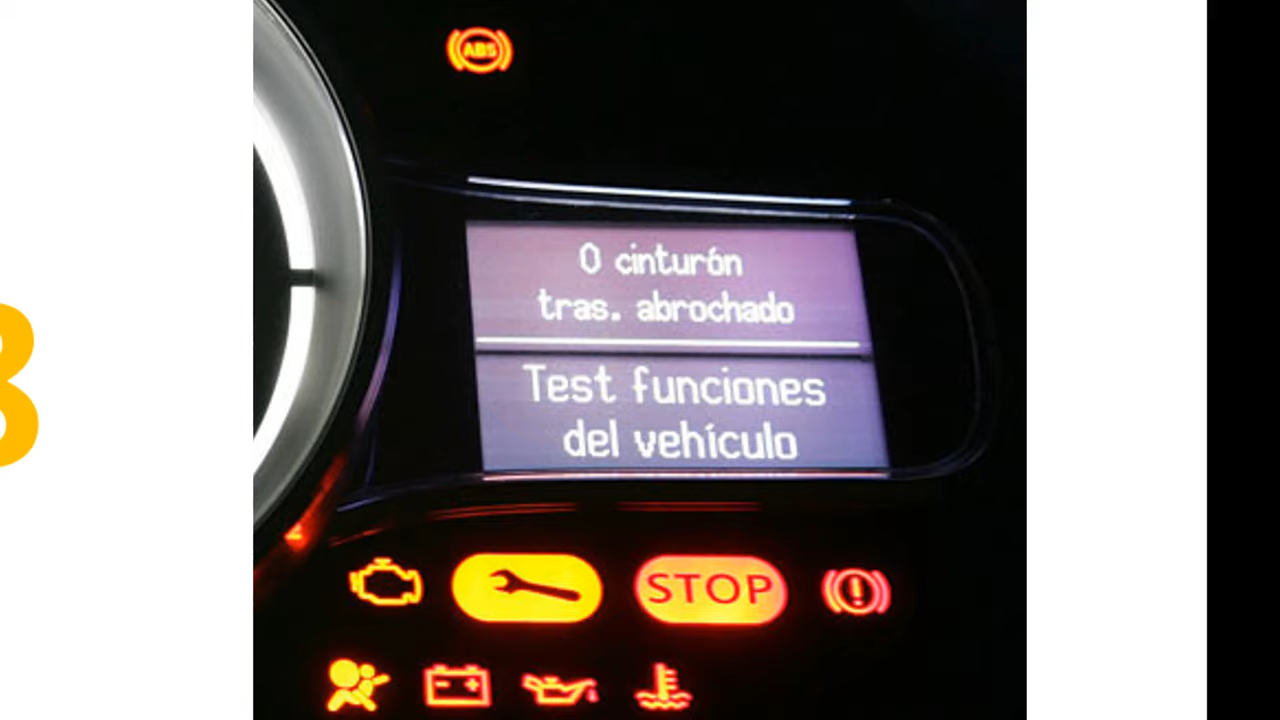 ABS
0 cinturón
tras. abrochado
Test funciones
del vehículo
STOP